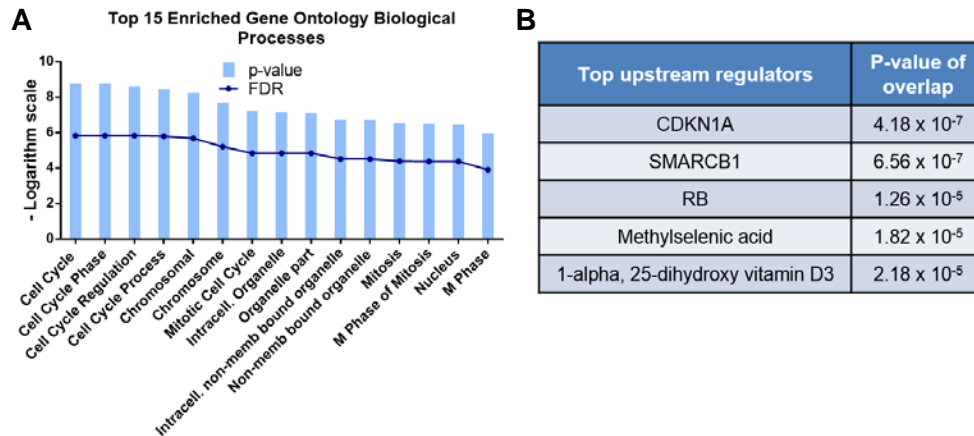 A
Top 15 Enriched Gene Ontology Biological
Processes
p-value
FDR
- Logarithm scale
10
8
6
4
2
0
Cell Cycle
Cell Cycle Phase
Cell Cycle Regulation
Cell Cycle Process
Chromosomal
Chromosome
Mitotic Cell Cycle
Intracell. Organelle
Organelle part
Intracell. non-memb bound organelle
Non-memb bound organelle
Mitosis
M Phase of Mitosis
Nucleus
M Phase
B
Top upstream regulators
P-value of
overlap
CDKN1A
4.18 x 10⁻⁷
SMARCB1
6.56 x 10⁻⁷
RB
1.26 x 10⁻⁵
Methylselenic acid
1.82 x 10⁻⁵
1-alpha, 25-dihydroxy vitamin D3
2.18 x 10⁻⁵